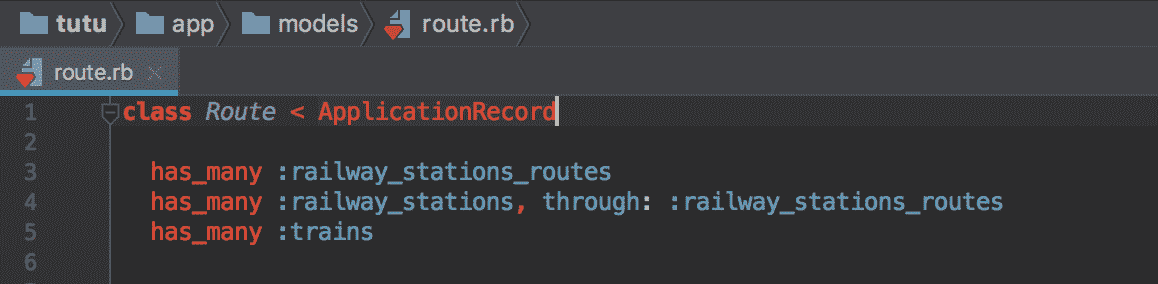 tutu app models route.rb
route.rb
1 class Route < ApplicationRecord
2
3 has_many :railway_stations_routes
4 has_many :railway_stations, through: :railway_stations_routes
5 has_many :trains
6